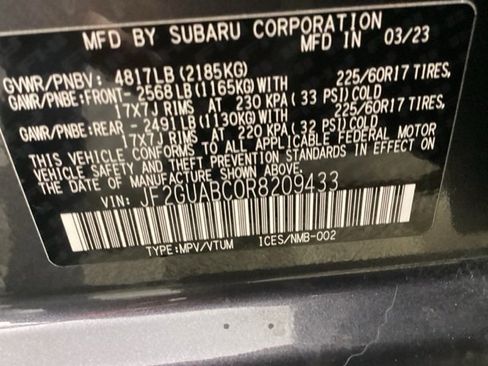 MFD BY SUBARU CORPORATION
MFD IN 03/23
GVWR/PNBV: 4817LB (2185KG)
GAWR/PNBE: FRONT- 2568 LB (1165KG) WITH 225/60R17 TIRES,
17X7J RIMS AT 230 KPA (33 PSI) COLD
GAWR/PNBE: REAR - 2491 LB (1130KG) WITH 225/60R17 TIRES,
17X7J RIMS AT 220 KPA (32 PSI) COLD
THIS VEHICLE CONFORMS TO ALL APPLICABLE FEDERAL MOTOR
VEHICLE SAFETY AND THEFT PREVENTION STANDARDS IN EFFECT ON
THE DATE OF MANUFACTURE SHOWN ABOVE.
VIN: JF2GUABC0R8209433
TYPE:MPV/VTUM ICES/NMB-002